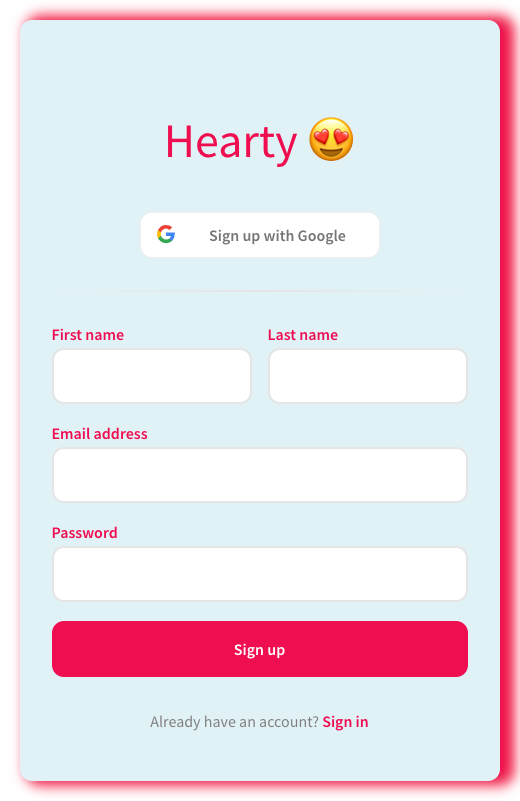 Hearty 😍
Sign up with Google
First name
Last name
Email address
Password
Sign up
Already have an account? Sign in